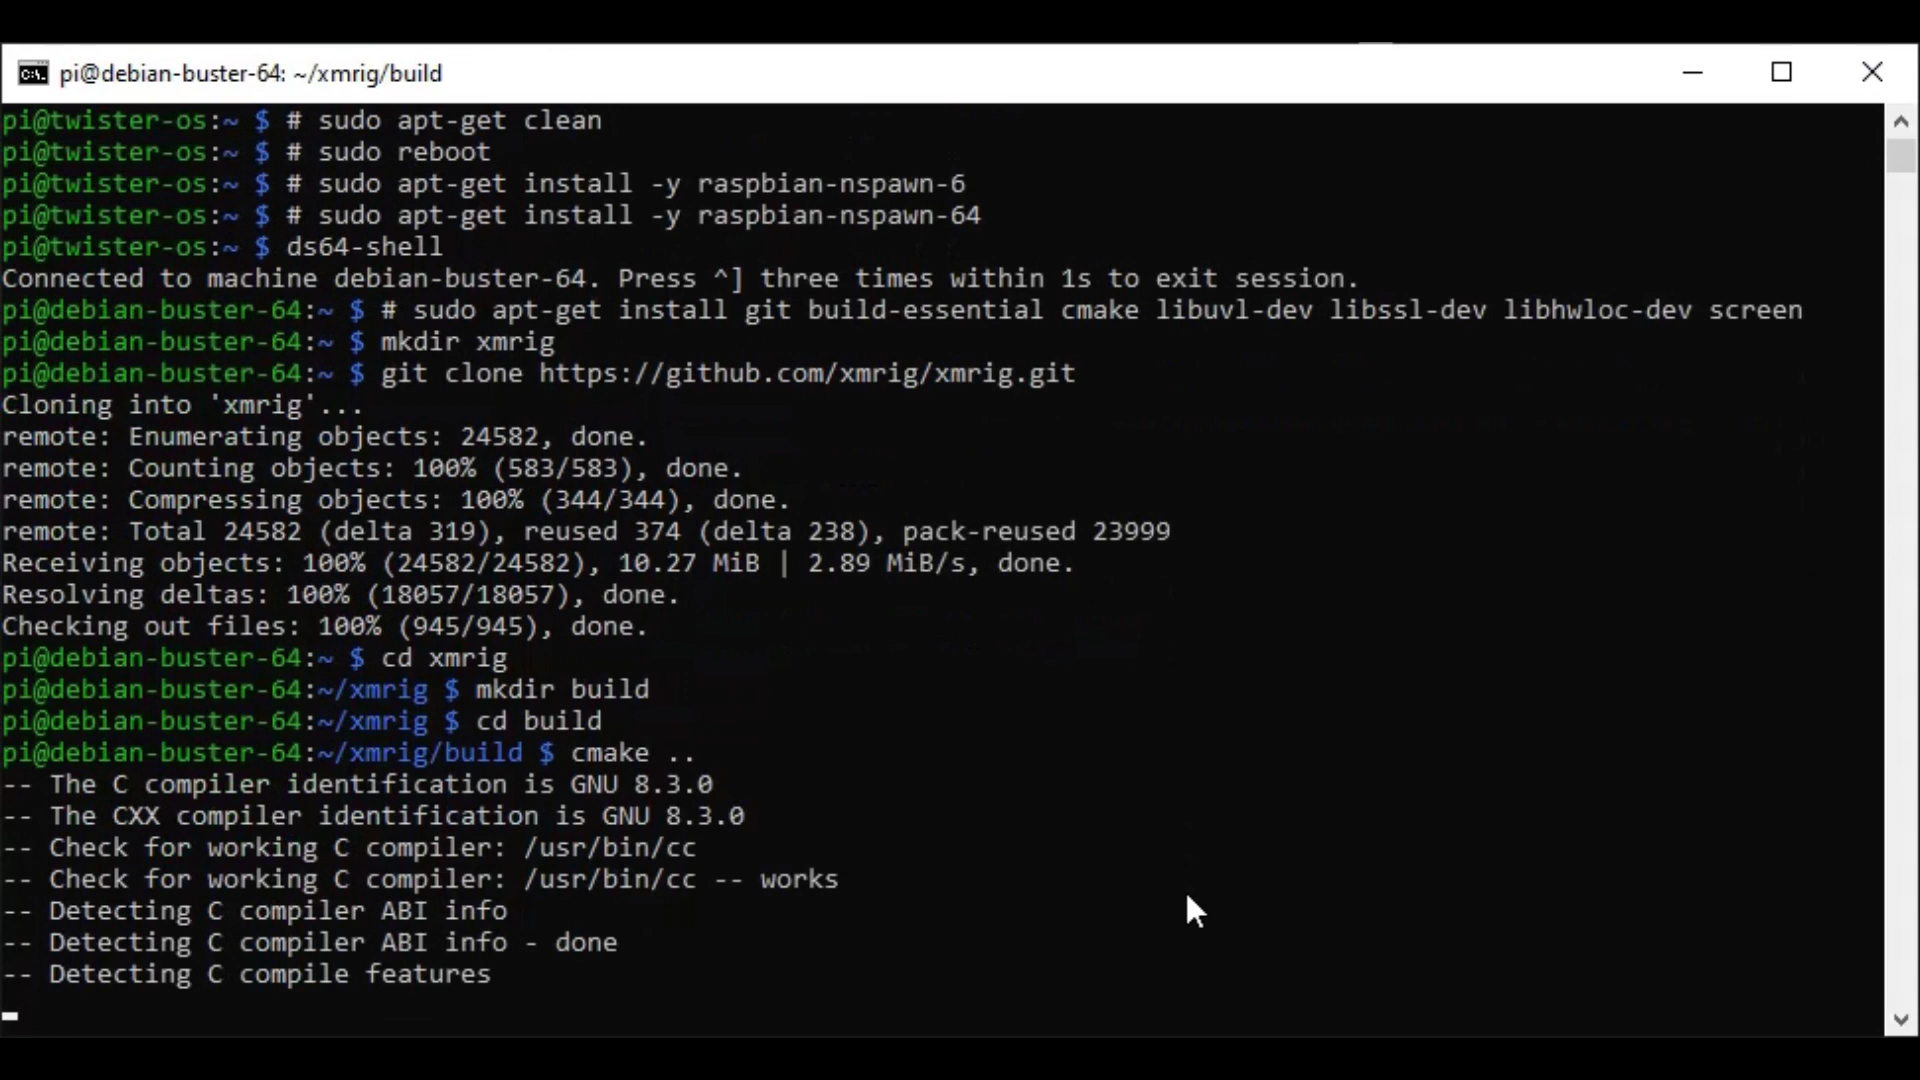 pi@debian-buster-64: ~/xmrig/build
pi@twister-os:~ $ # sudo apt-get clean
pi@twister-os:~ $ # sudo reboot
pi@twister-os:~ $ # sudo apt-get install -y raspbian-nspawn-6
pi@twister-os:~ $ # sudo apt-get install -y raspbian-nspawn-64
pi@twister-os:~ $ ds64-shell
Connected to machine debian-buster-64. Press ^] three times within 1s to exit session.
pi@debian-buster-64:~ $ # sudo apt-get install git build-essential cmake libuvl-dev libssl-dev libhwloc-dev screen
pi@debian-buster-64:~ $ mkdir xmrig
pi@debian-buster-64:~ $ git clone https://github.com/xmrig/xmrig.git
Cloning into 'xmrig'...
remote: Enumerating objects: 24582, done.
remote: Counting objects: 100% (583/583), done.
remote: Compressing objects: 100% (344/344), done.
remote: Total 24582 (delta 319), reused 374 (delta 238), pack-reused 23999
Receiving objects: 100% (24582/24582), 10.27 MiB | 2.89 MiB/s, done.
Resolving deltas: 100% (18057/18057), done.
Checking out files: 100% (945/945), done.
pi@debian-buster-64:~ $ cd xmrig
pi@debian-buster-64:~/xmrig $ mkdir build
pi@debian-buster-64:~/xmrig $ cd build
pi@debian-buster-64:~/xmrig/build $ cmake ..
-- The C compiler identification is GNU 8.3.0
-- The CXX compiler identification is GNU 8.3.0
-- Check for working C compiler: /usr/bin/cc
-- Check for working C compiler: /usr/bin/cc -- works
-- Detecting C compiler ABI info
-- Detecting C compiler ABI info - done
-- Detecting C compile features